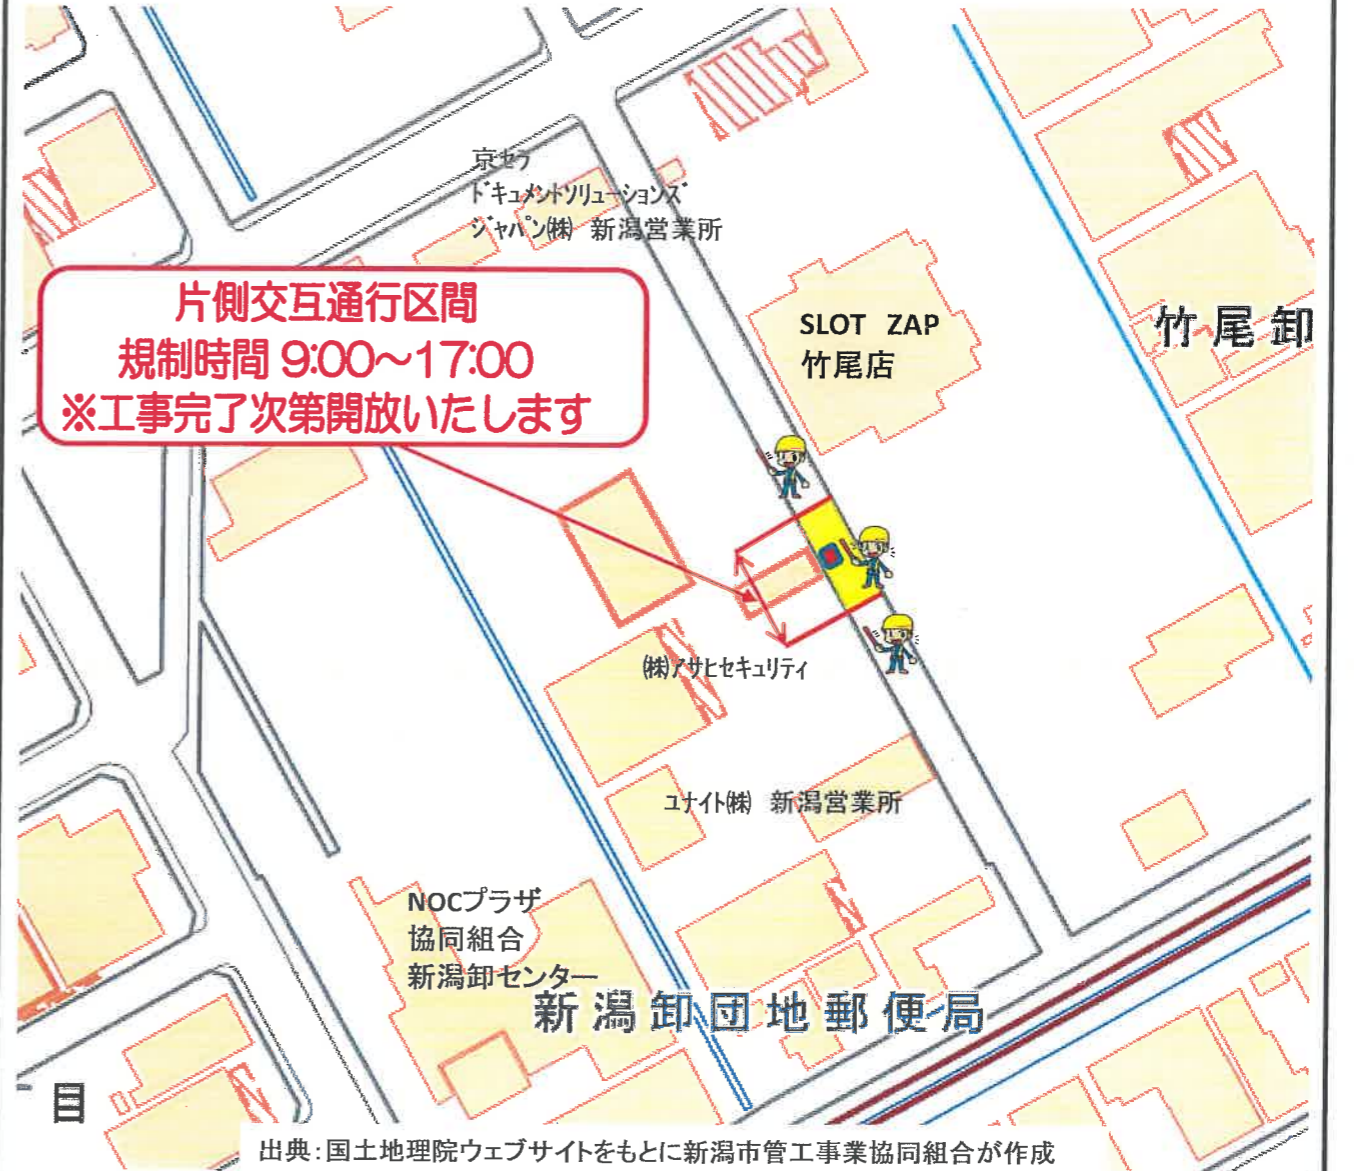 京セラ
ドキュメントソリューションズ
ジャパン㈱ 新潟営業所
片側交互通行区間
規制時間 9:00～17:00
※工事完了次第開放いたします
SLOT ZAP
竹尾店
竹尾卸
㈱アサヒセキュリティ
ユナイト㈱ 新潟営業所
NOCプラザ
協同組合
新潟卸センター
新潟卸団地郵便局
目
出典：国土地理院ウェブサイトをもとに新潟市管工事業協同組合が作成